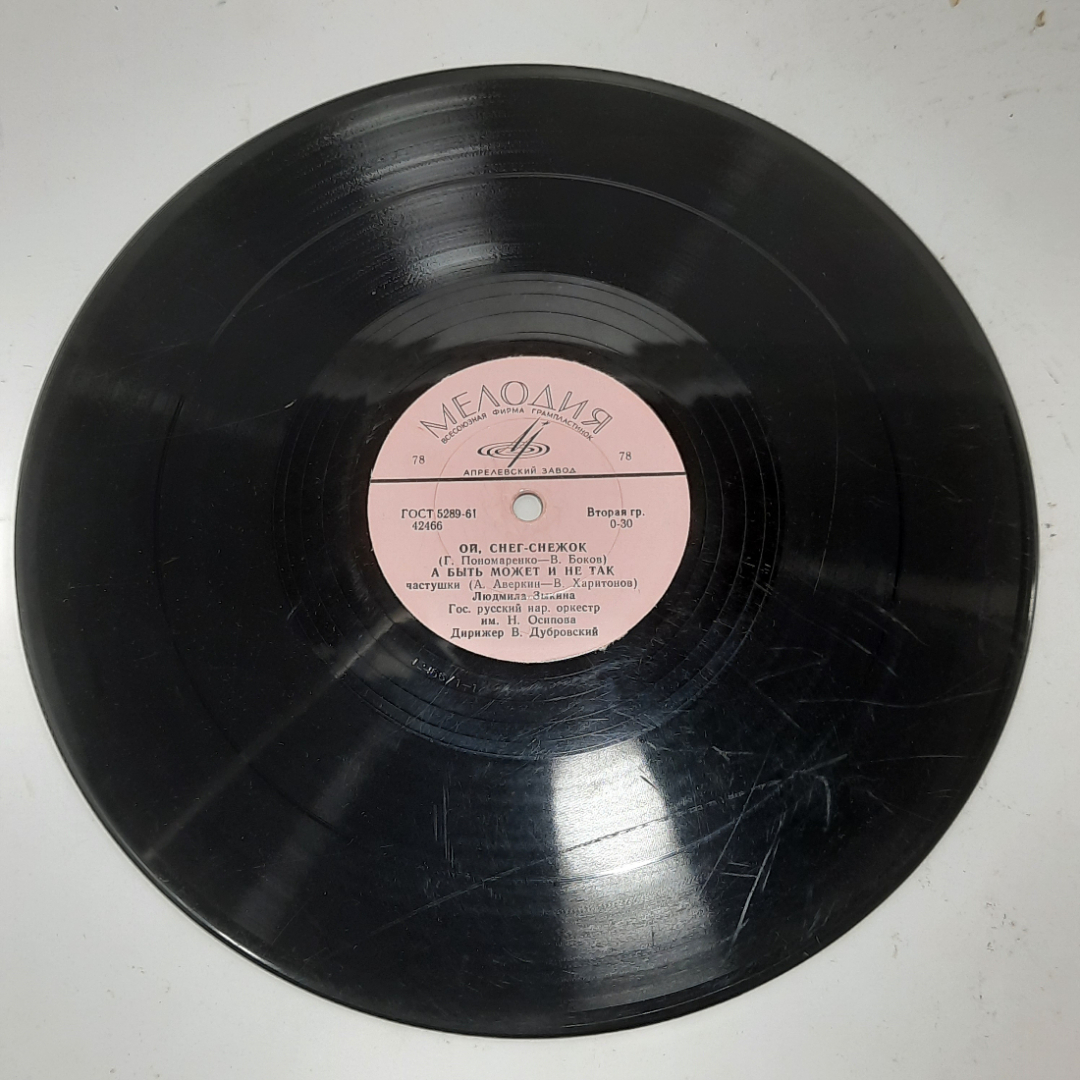 МЕЛОДИЯ
ВСЕСОЮЗНАЯ ФИРМА ГРАМПЛАСТИНОК
78 78
АПРЕЛЕВСКИЙ ЗАВОД
ГОСТ 5289-61 Вторая гр.
42466 0-30
ОЙ, СНЕГ-СНЕЖОК
(Г. Пономаренко—В. Боков)
А БЫТЬ МОЖЕТ И НЕ ТАК
частушки (А. Аверкин—В. Харитонов)
Людмила Зыкина
Гос. русский нар. оркестр
им. Н. Осипова
Дирижер В. Дубровский